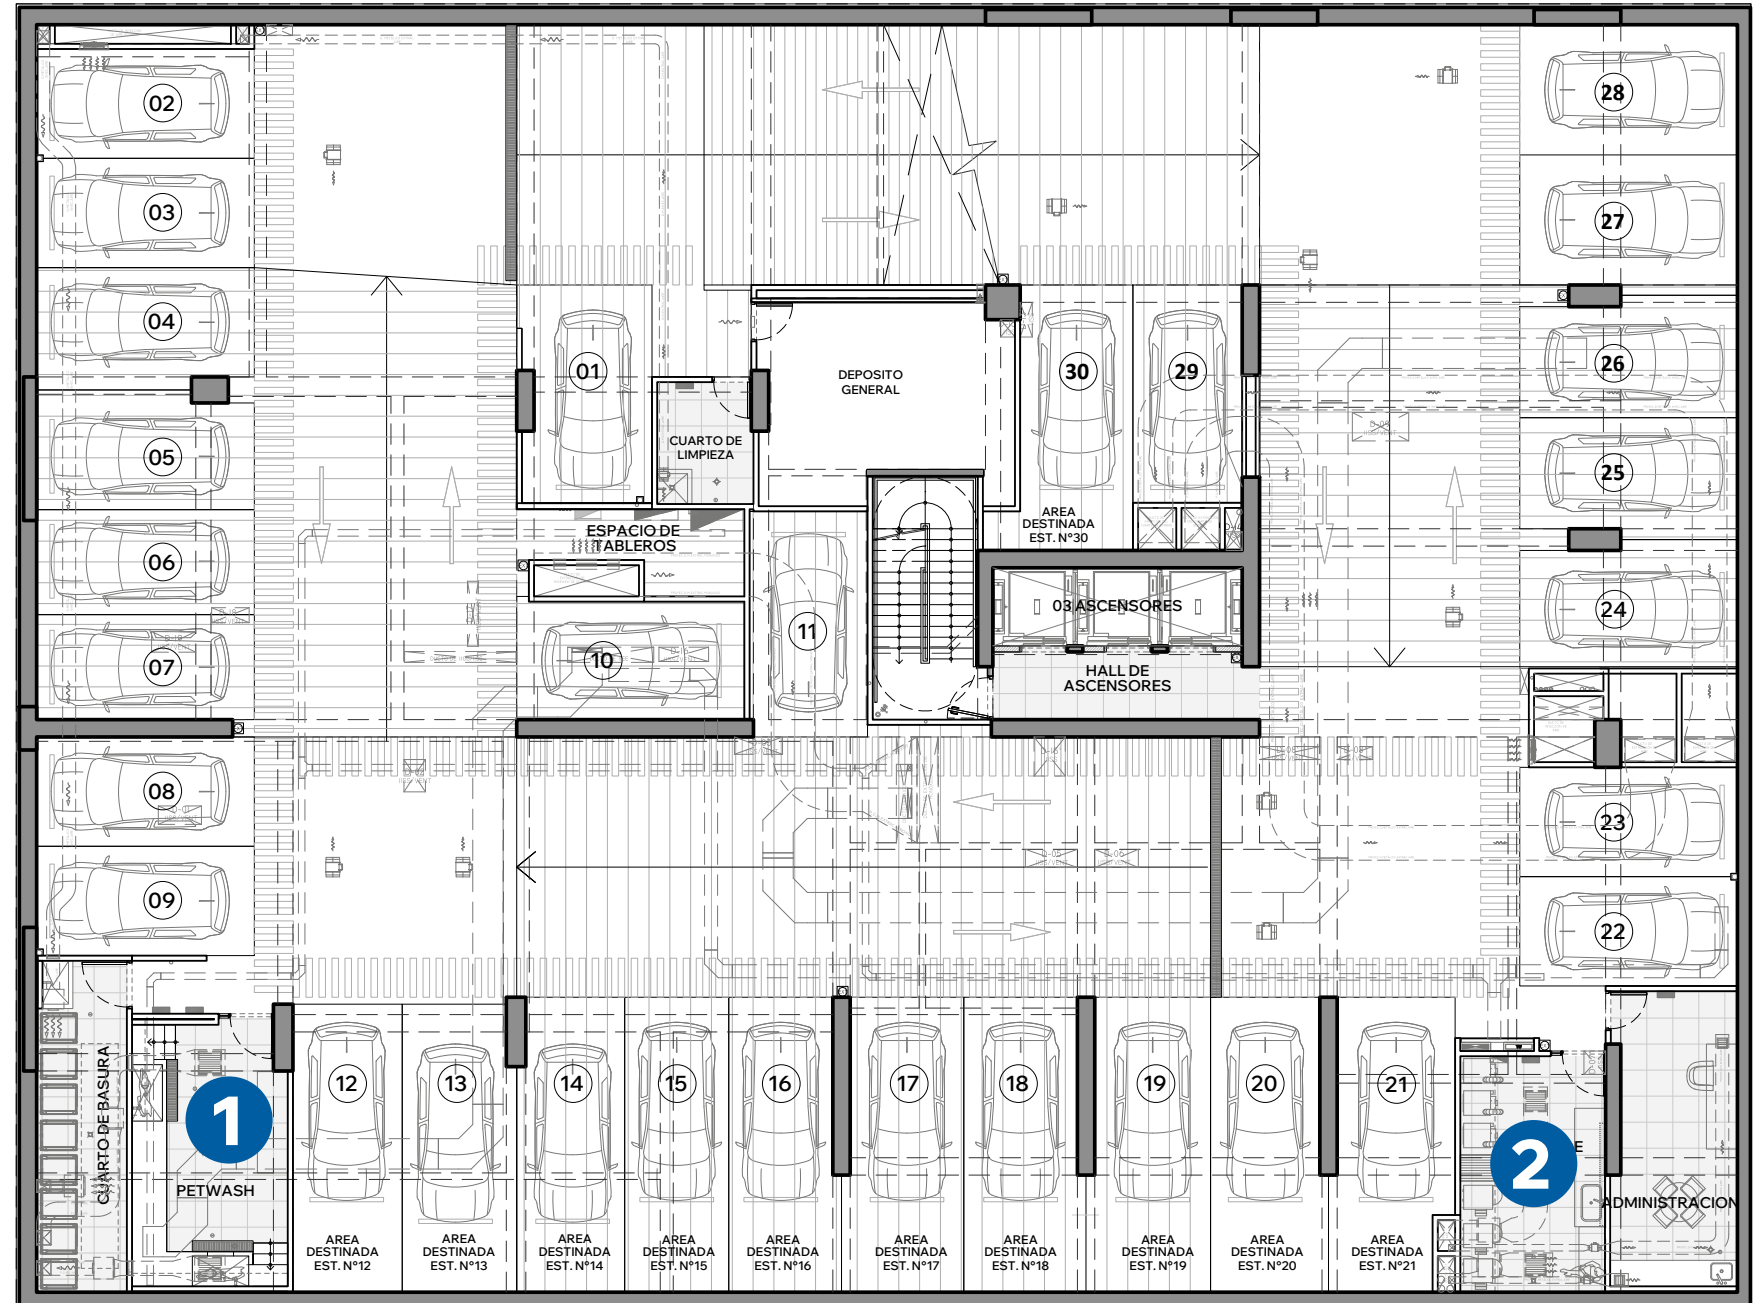 02
28
03
27
04
26
01
30
29
DEPOSITO
GENERAL
CUARTO DE
LIMPIEZA
05
25
ESPACIO DE
TABLEROS
AREA
DESTINADA
EST. N°30
06
24
03 ASCENSORES
11
10
07
HALL DE
ASCENSORES
08
23
09
22
CUARTO DE BASURA
1
PETWASH
12
13
14
15
16
17
18
19
20
21
2
E
ADMINISTRACION
AREA
DESTINADA
EST. N°12
AREA
DESTINADA
EST. N°13
AREA
DESTINADA
EST. N°14
AREA
DESTINADA
EST. N°15
AREA
DESTINADA
EST. N°16
AREA
DESTINADA
EST. N°17
AREA
DESTINADA
EST. N°18
AREA
DESTINADA
EST. N°19
AREA
DESTINADA
EST. N°20
AREA
DESTINADA
EST. N°21